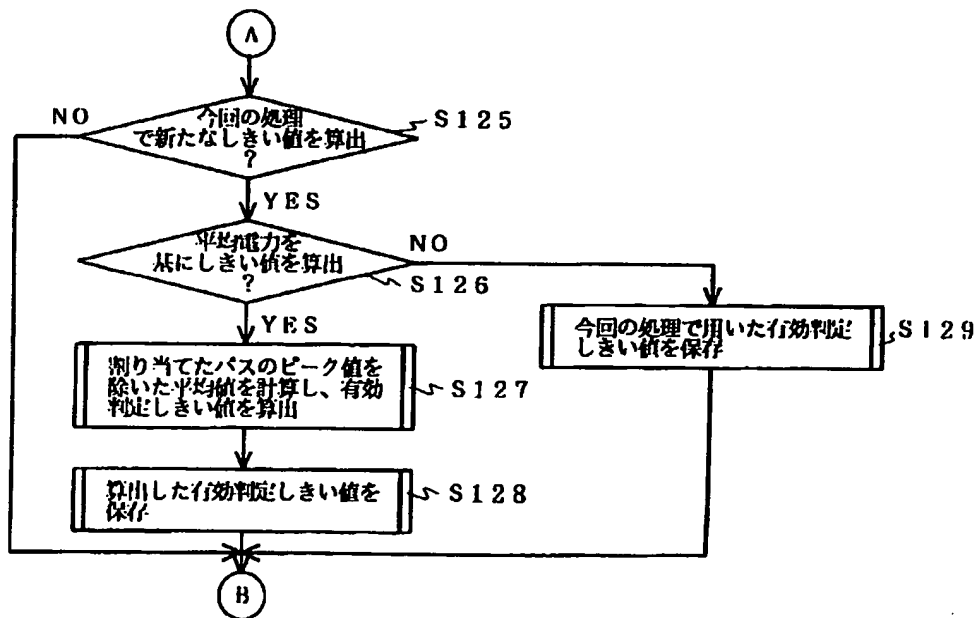 A
NO
今回の処理
で新たなしきい値を算出
?
S125
YES
平均電力を
基にしきい値を算出
?
NO
S126
YES
割り当てたパスのピーク値を
除いた平均値を計算し、有効
判定しきい値を算出
S127
今回の処理で用いた有効判定
しきい値を保存
S129
算出した有効判定しきい値を
保存
S128
B